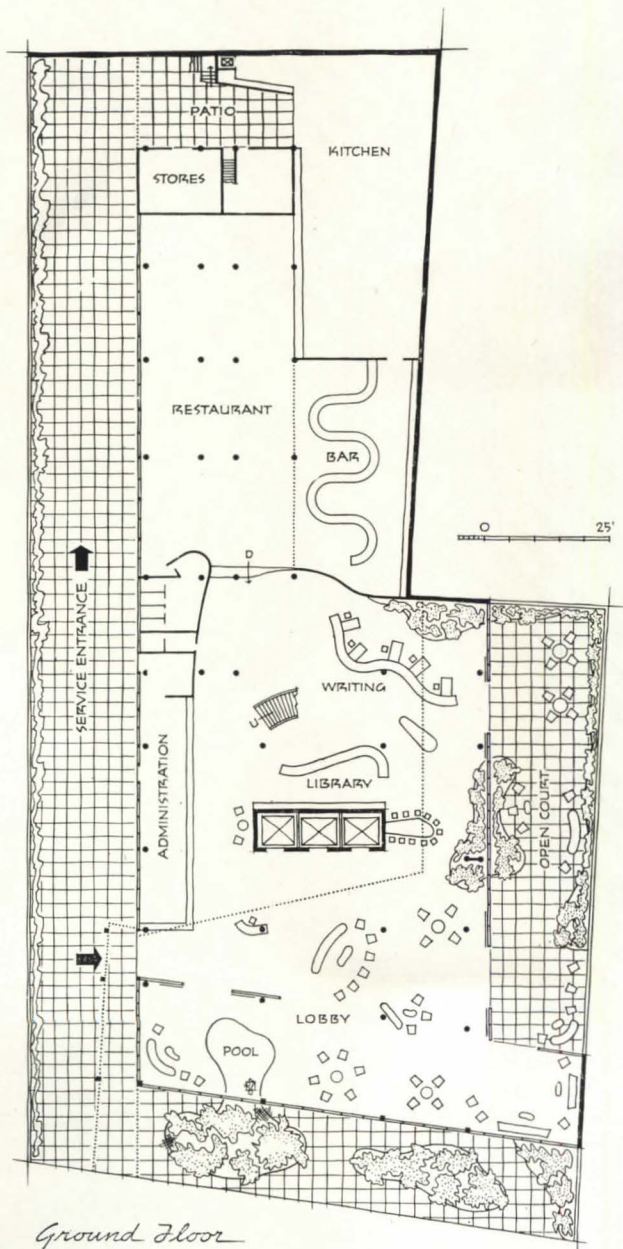 PATIO
KITCHEN
STORES
RESTAURANT
BAR
0 25'
D
SERVICE ENTRANCE
WRITING
U
LIBRARY
ADMINISTRATION
OPEN COURT
LOBBY
POOL
Ground Floor